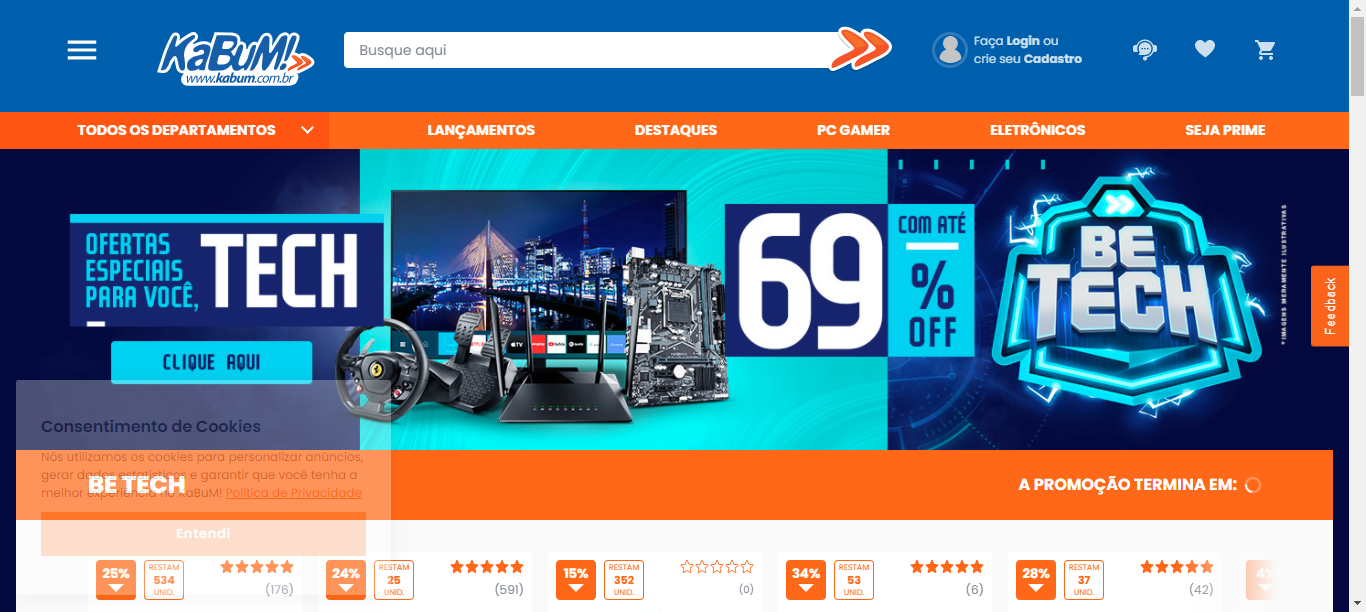 KaBuM!
www.kabum.com.br
Busque aqui
Faça Login ou
crie seu Cadastro
TODOS OS DEPARTAMENTOS
LANÇAMENTOS
DESTAQUES
PC GAMER
ELETRÔNICOS
SEJA PRIME
OFERTAS
ESPECIAIS
PARA VOCÊ,
TECH
CLIQUE AQUI
69
COM ATÉ
%
OFF
BE
TECH
*IMAGENS MERAMENTE ILUSTRATIVAS
Feedback
Consentimento de Cookies
Nós utilizamos os cookies para personalizar anúncios,
gerar dados estatísticos e garantir que você tenha a
melhor experiência no KaBuM! Política de Privacidade
Entendi
BE TECH
A PROMOÇÃO TERMINA EM:
25%
RESTAM
534
UNID.
(176)
24%
RESTAM
25
UNID.
(591)
15%
RESTAM
352
UNID.
(0)
34%
RESTAM
53
UNID.
(6)
28%
RESTAM
37
UNID.
(42)
4%